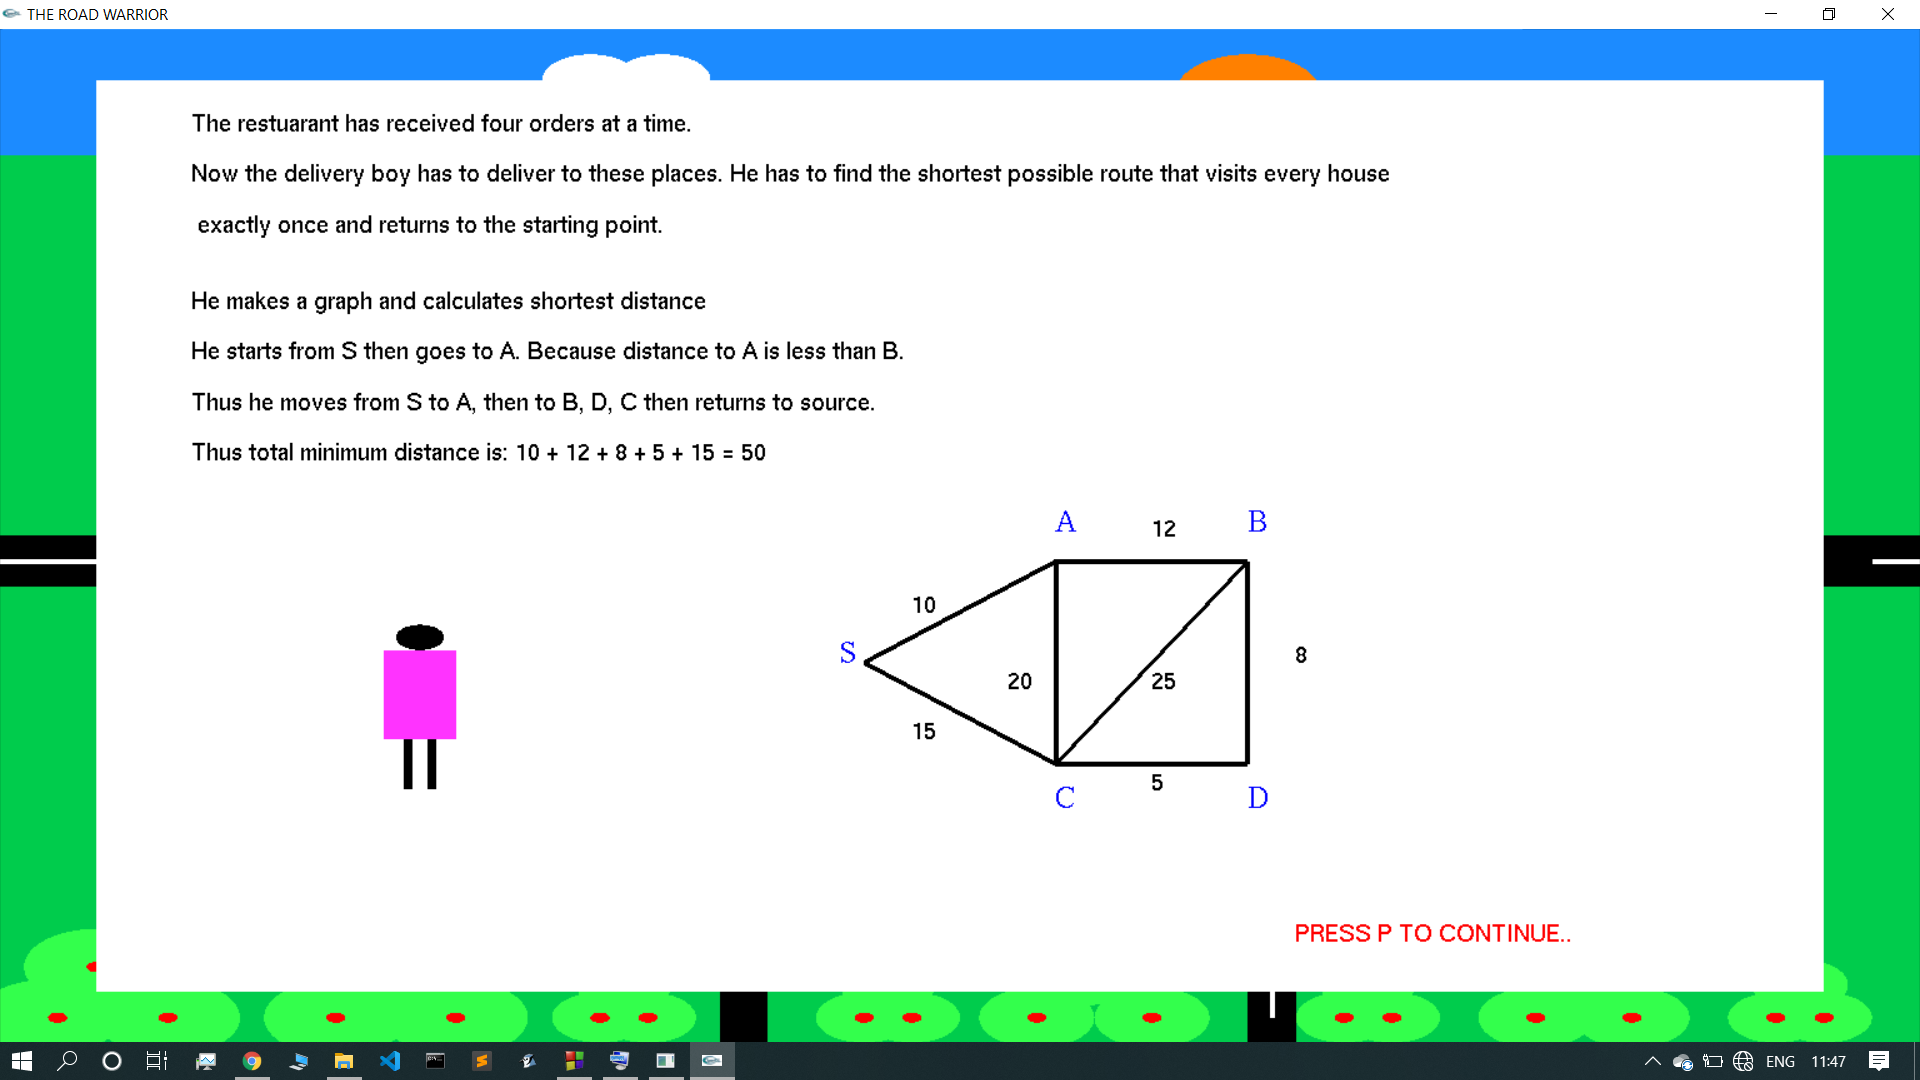 THE ROAD WARRIOR
The restuarant has received four orders at a time.
Now the delivery boy has to deliver to these places. He has to find the shortest possible route that visits every house
exactly once and returns to the starting point.
He makes a graph and calculates shortest distance
He starts from S then goes to A. Because distance to A is less than B.
Thus he moves from S to A, then to B, D, C then returns to source.
Thus total minimum distance is: 10 + 12 + 8 + 5 + 15 = 50
A 12 B
10
S 8
20 25
15
5
C D
PRESS P TO CONTINUE..
ENG 11:47